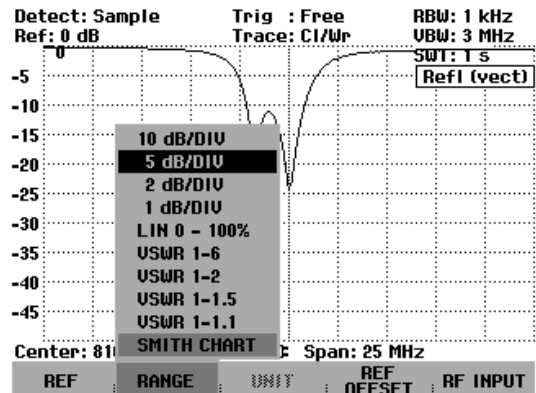 Detect: Sample Trig : Free RBW: 1 kHz
Ref: 0 dB Trace: Cl/Wr VBW: 3 MHz
SWT: 1 s
0
Refl (vect)
-5
-10
10 dB/DIV
-15
5 dB/DIV
-20
2 dB/DIV
1 dB/DIV
-25
LIN 0 - 100%
-30
VSWR 1-6
-35
VSWR 1-2
-40
VSWR 1-1.5
-45
VSWR 1-1.1
SMITH CHART
Center: Span: 25 MHz
REF RANGE UNIT REF OFFSET RF INPUT